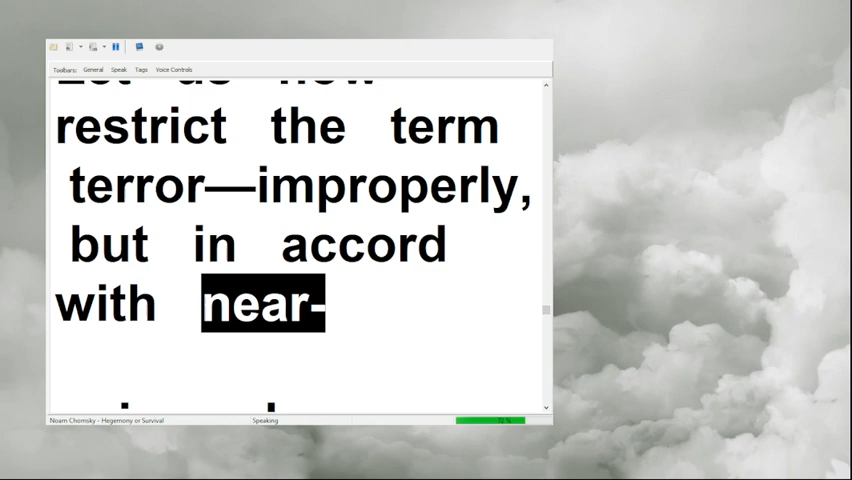 Toolbars: General Speak Tags Voice Controls
restrict the term
terror—improperly,
but in accord
with near-
Noam Chomsky - Hegemony or Survival Speaking